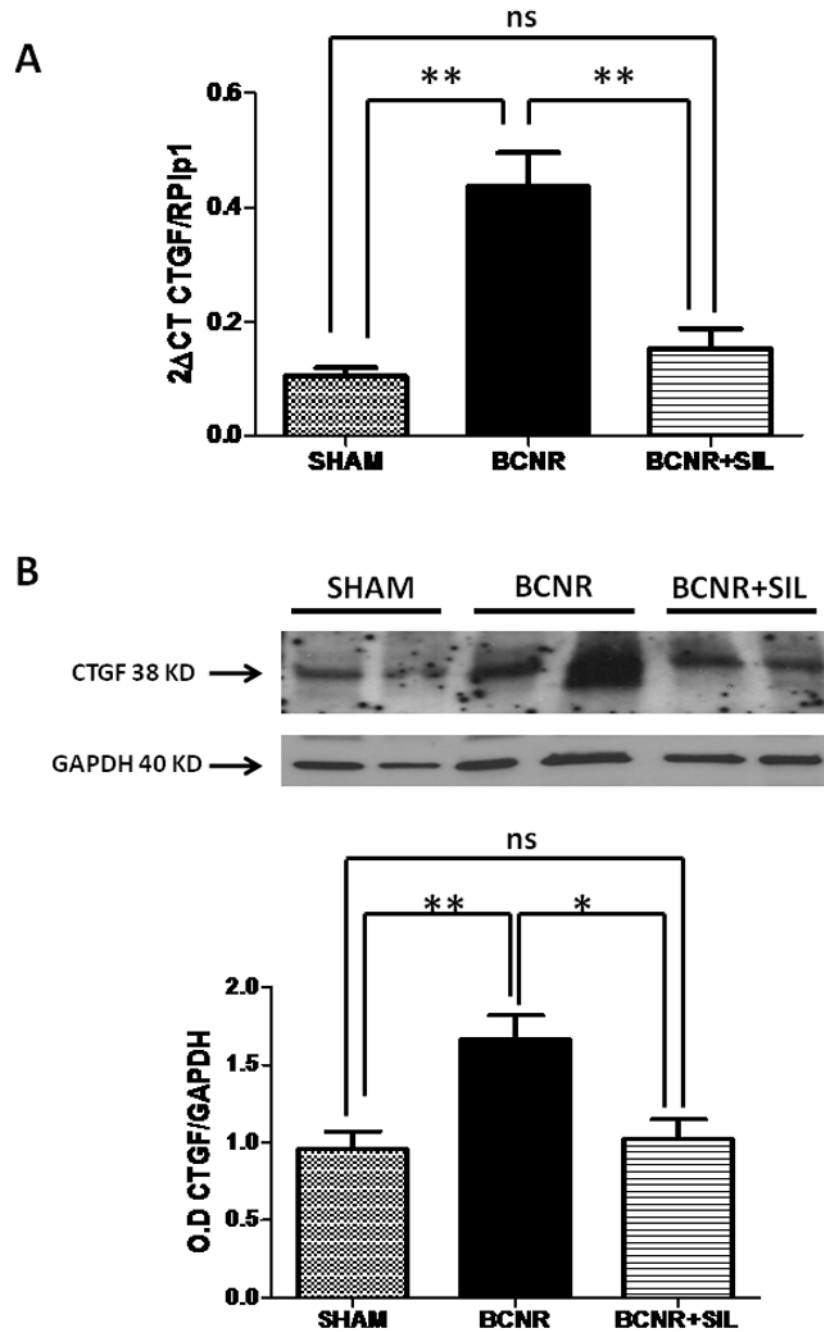 A
ns
** **
0.6
0.4
0.2
0.0
2ΔCT CTGF/RPlp1
SHAM BCNR BCNR+SIL
B
SHAM BCNR BCNR+SIL
CTGF 38 KD
GAPDH 40 KD
ns
** *
2.0
1.5
1.0
0.5
0.0
O.D CTGF/GAPDH
SHAM BCNR BCNR+SIL